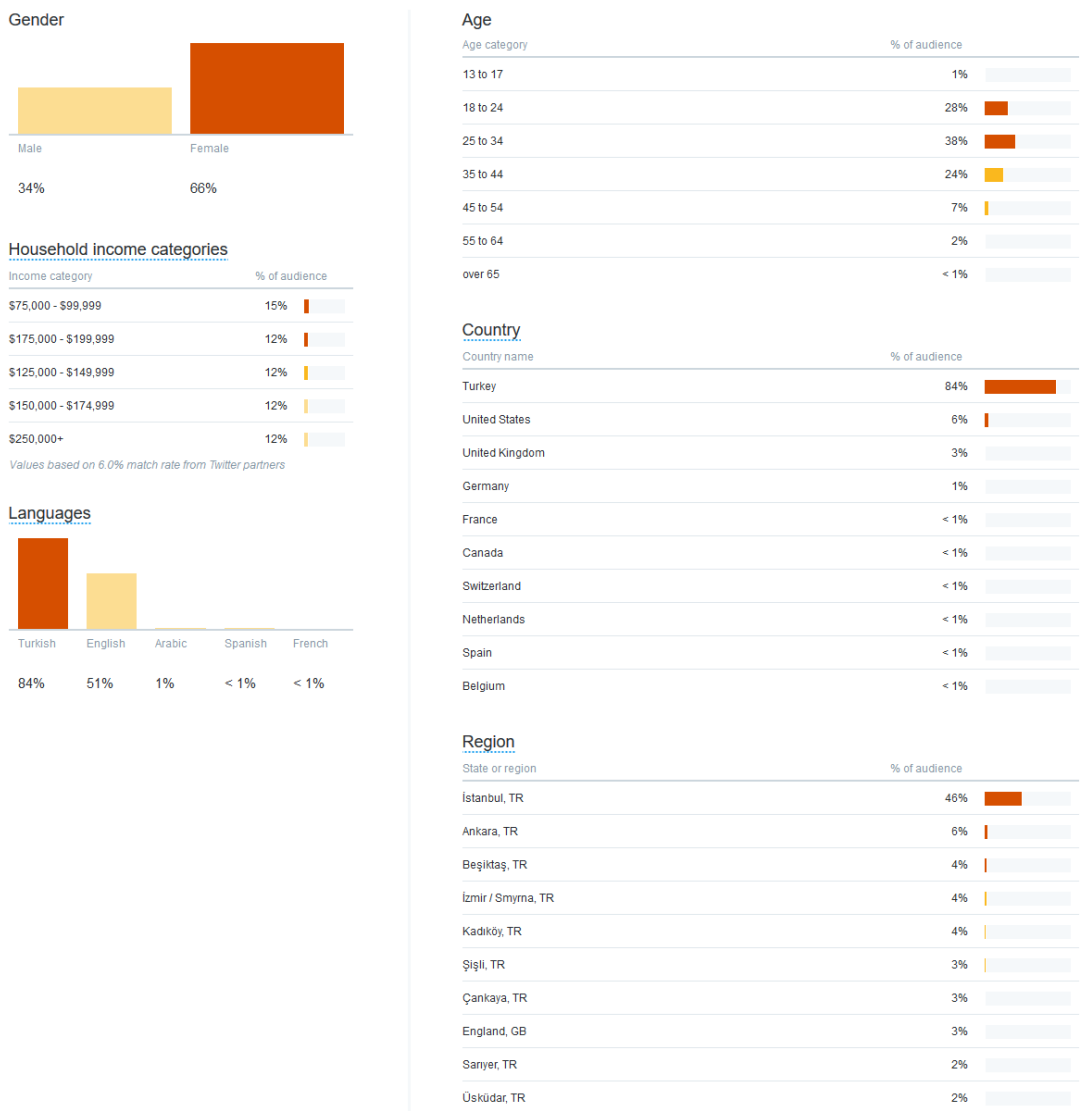 Gender
Male Female
34% 66%
Household income categories
Income category % of audience
$75,000 - $99,999 15%
$175,000 - $199,999 12%
$125,000 - $149,999 12%
$150,000 - $174,999 12%
$250,000+ 12%
Values based on 6.0% match rate from Twitter partners
Languages
Turkish English Arabic Spanish French
84% 51% 1% < 1% < 1%
Age
Age category % of audience
13 to 17 1%
18 to 24 28%
25 to 34 38%
35 to 44 24%
45 to 54 7%
55 to 64 2%
over 65 < 1%
Country
Country name % of audience
Turkey 84%
United States 6%
United Kingdom 3%
Germany 1%
France < 1%
Canada < 1%
Switzerland < 1%
Netherlands < 1%
Spain < 1%
Belgium < 1%
Region
State or region % of audience
İstanbul, TR 46%
Ankara, TR 6%
Beşiktaş, TR 4%
İzmir / Smyrna, TR 4%
Kadıköy, TR 4%
Şişli, TR 3%
Çankaya, TR 3%
England, GB 3%
Sarıyer, TR 2%
Üsküdar, TR 2%